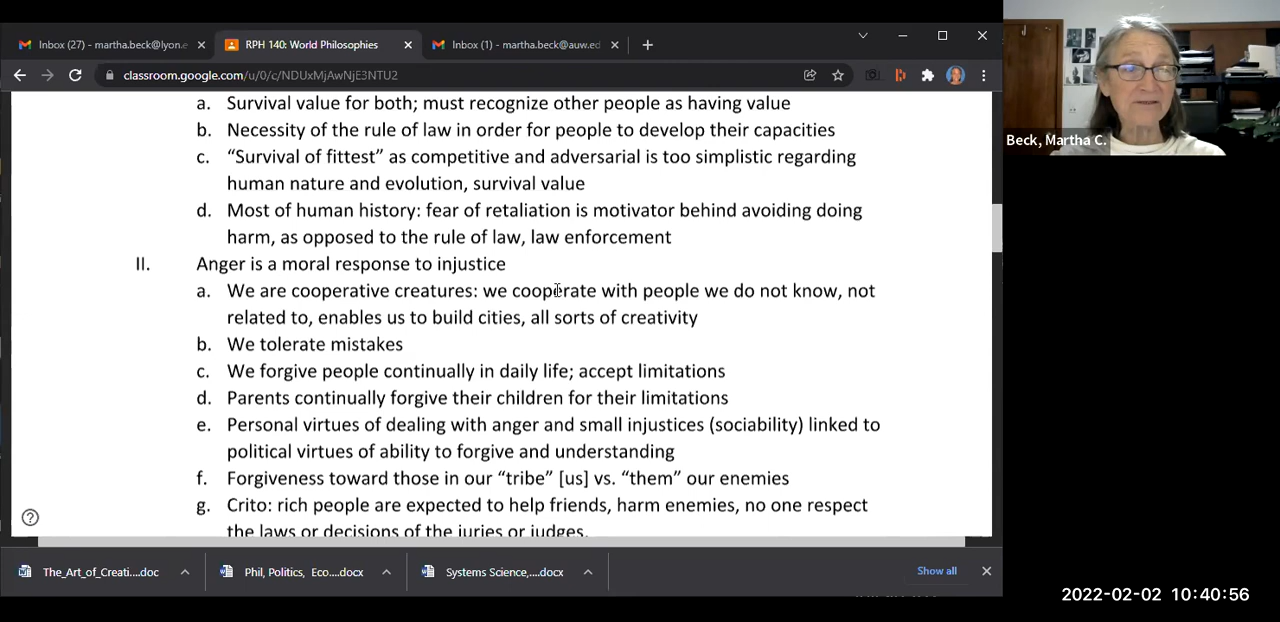 Inbox (27) - martha.beck@lyon.e
RPH 140: World Philosophies
Inbox (1) - martha.beck@auw.ed
classroom.google.com/u/0/c/NDUxMjAwNjE3NTU2
Beck, Martha C.
a. Survival value for both; must recognize other people as having value
b. Necessity of the rule of law in order for people to develop their capacities
c. “Survival of fittest” as competitive and adversarial is too simplistic regarding
human nature and evolution, survival value
d. Most of human history: fear of retaliation is motivator behind avoiding doing
harm, as opposed to the rule of law, law enforcement
II. Anger is a moral response to injustice
a. We are cooperative creatures: we cooperate with people we do not know, not
related to, enables us to build cities, all sorts of creativity
b. We tolerate mistakes
c. We forgive people continually in daily life; accept limitations
d. Parents continually forgive their children for their limitations
e. Personal virtues of dealing with anger and small injustices (sociability) linked to
political virtues of ability to forgive and understanding
f. Forgiveness toward those in our “tribe” [us] vs. “them” our enemies
g. Crito: rich people are expected to help friends, harm enemies, no one respect
the laws or decisions of the juries or judges.
The_Art_of_Creati....doc
Phil, Politics, Eco....docx
Systems Science,....docx
Show all
2022-02-02 10:40:56